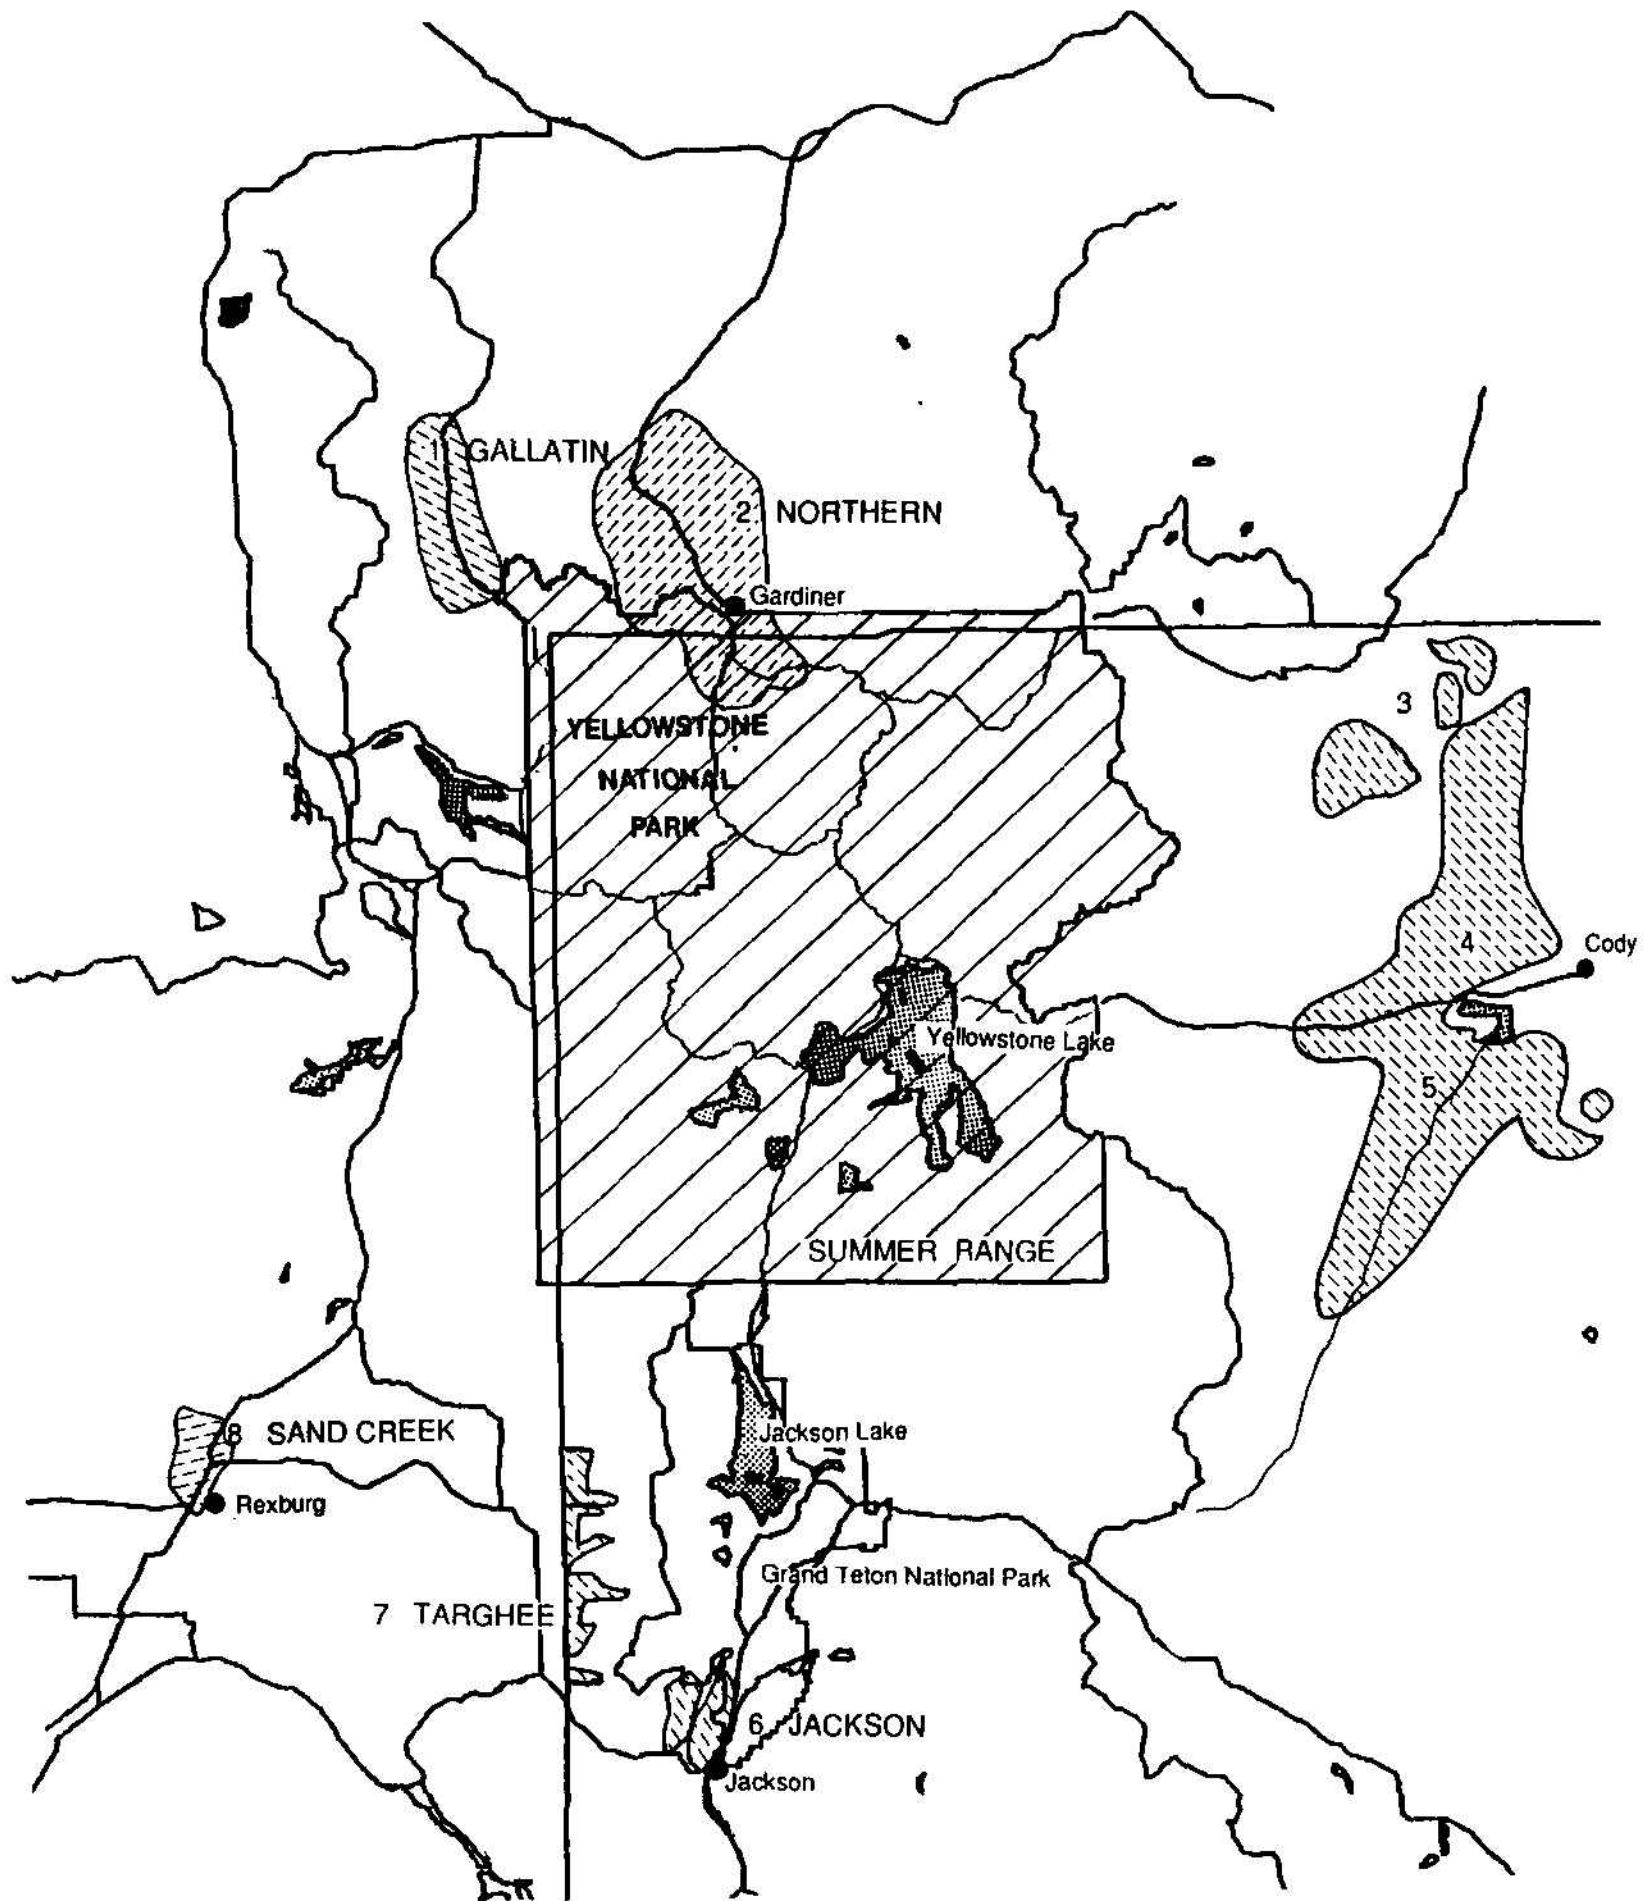 1 GALLATIN
2 NORTHERN
Gardiner
3
YELLOWSTONE
NATIONAL
PARK
4
Cody
Yellowstone Lake
5
SUMMER RANGE
8 SAND CREEK
Jackson Lake
Rexburg
Grand Teton National Park
7 TARGHEE
6 JACKSON
Jackson